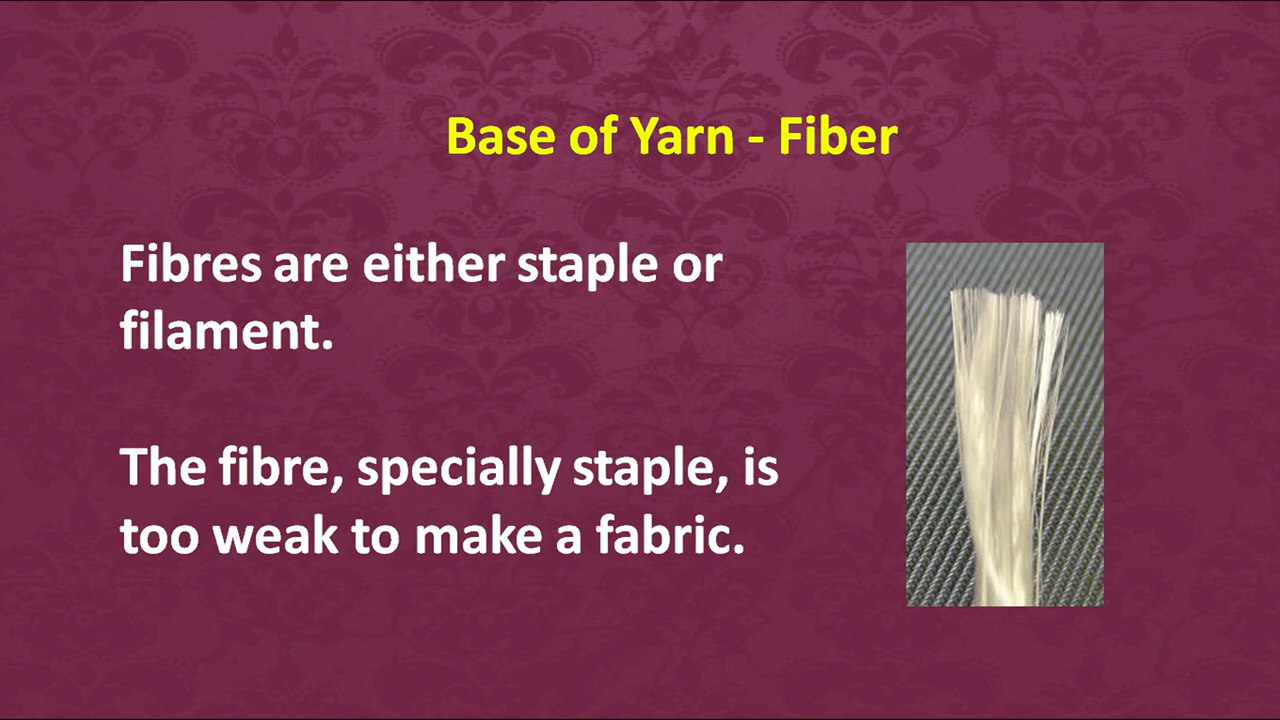 Base of Yarn - Fiber
Fibres are either staple or
filament.
The fibre, specially staple, is
too weak to make a fabric.